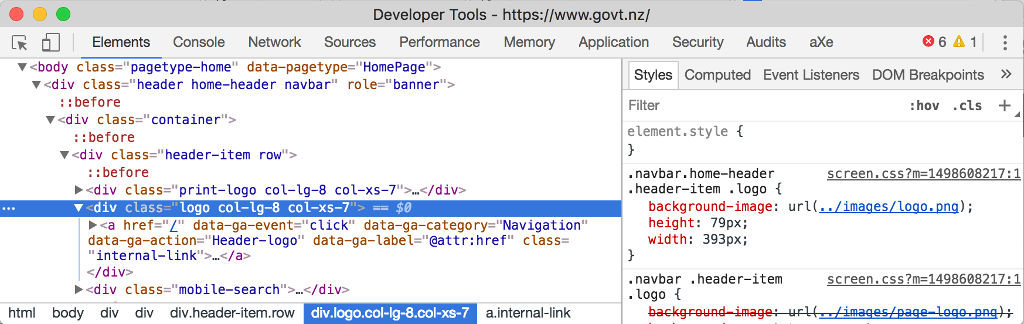 Developer Tools - https://www.govt.nz/
Elements Console Network Sources Performance Memory Application Security Audits aXe 6 1
<body class="pagetype-home" data-pagetype="HomePage">
<div class="header home-header navbar" role="banner">
::before
<div class="container">
<div class="header-item row">
::before
<div class="print-logo col-lg-8 col-xs-7">…</div>
... <div class="logo col-lg-8 col-xs-7"> == $0
<a href="/" data-ga-event="click" data-ga-category="Navigation"
data-ga-action="Header-logo" data-ga-label="@attr:href" class=
"internal-link">…</a>
</div>
<div class="mobile-search">…</div>
html body div div div.header-item.row div.logo.col-lg-8.col-xs-7 a.internal-link
Styles Computed Event Listeners DOM Breakpoints »
Filter :hov .cls +
element.style {
}
.navbar.home-header screen.css?m=1498608217:1
.header-item .logo {
background-image: url(../images/logo.png);
height: 79px;
width: 393px;
}
.navbar .header-item screen.css?m=1498608217:1
.logo {
background-image: url(../images/page-logo.png);